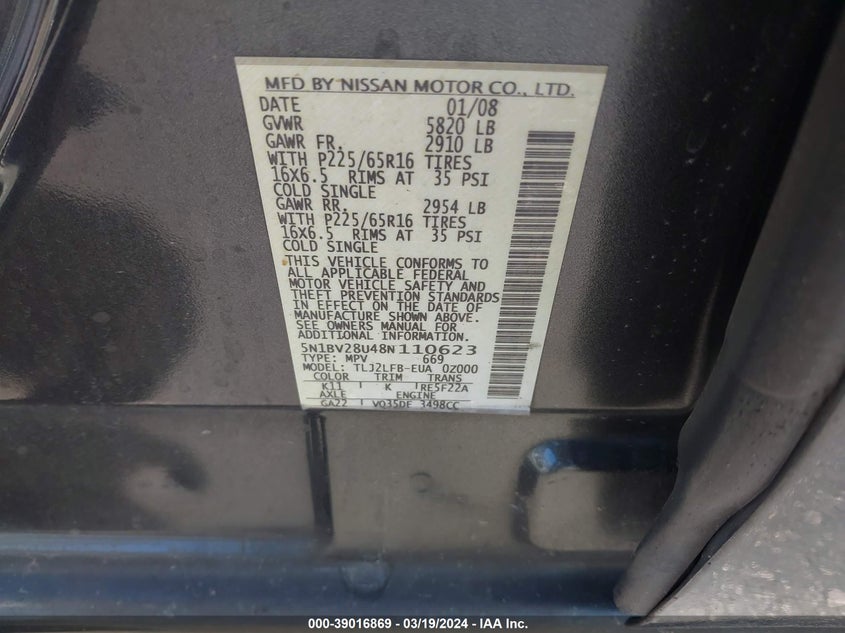 MFD BY NISSAN MOTOR CO., LTD.
DATE 01/08
GVWR 5820 LB
GAWR FR. 2910 LB
WITH P225/65R16 TIRES
16X6.5 RIMS AT 35 PSI
COLD SINGLE
GAWR RR. 2954 LB
WITH P225/65R16 TIRES
16X6.5 RIMS AT 35 PSI
COLD SINGLE
THIS VEHICLE CONFORMS TO
ALL APPLICABLE FEDERAL
MOTOR VEHICLE SAFETY AND
THEFT PREVENTION STANDARDS
IN EFFECT ON THE DATE OF
MANUFACTURE SHOWN ABOVE.
SEE OWNERS MANUAL FOR
ADDITIONAL INFORMATION
5N1BV28U48N110623
TYPE: MPV 669
MODEL: TLJ2LFB-EUA 0Z000
COLOR TRIM TRANS
K11 K RE5F22A
AXLE ENGINE
GA22 VQ35DE 3498CC
000-39016869 / 03/19/2024 - IAA Inc.